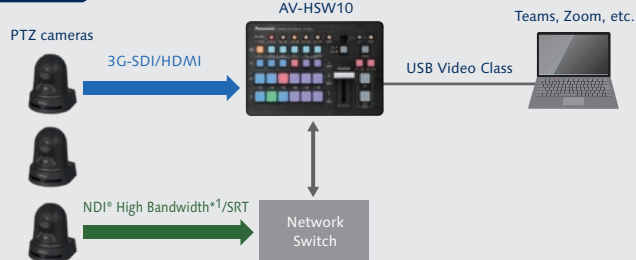 AV-HSW10
Teams, Zoom, etc.
PTZ cameras
3G-SDI/HDMI
USB Video Class
NDI® High Bandwidth*1/SRT
Network
Switch
Panasonic